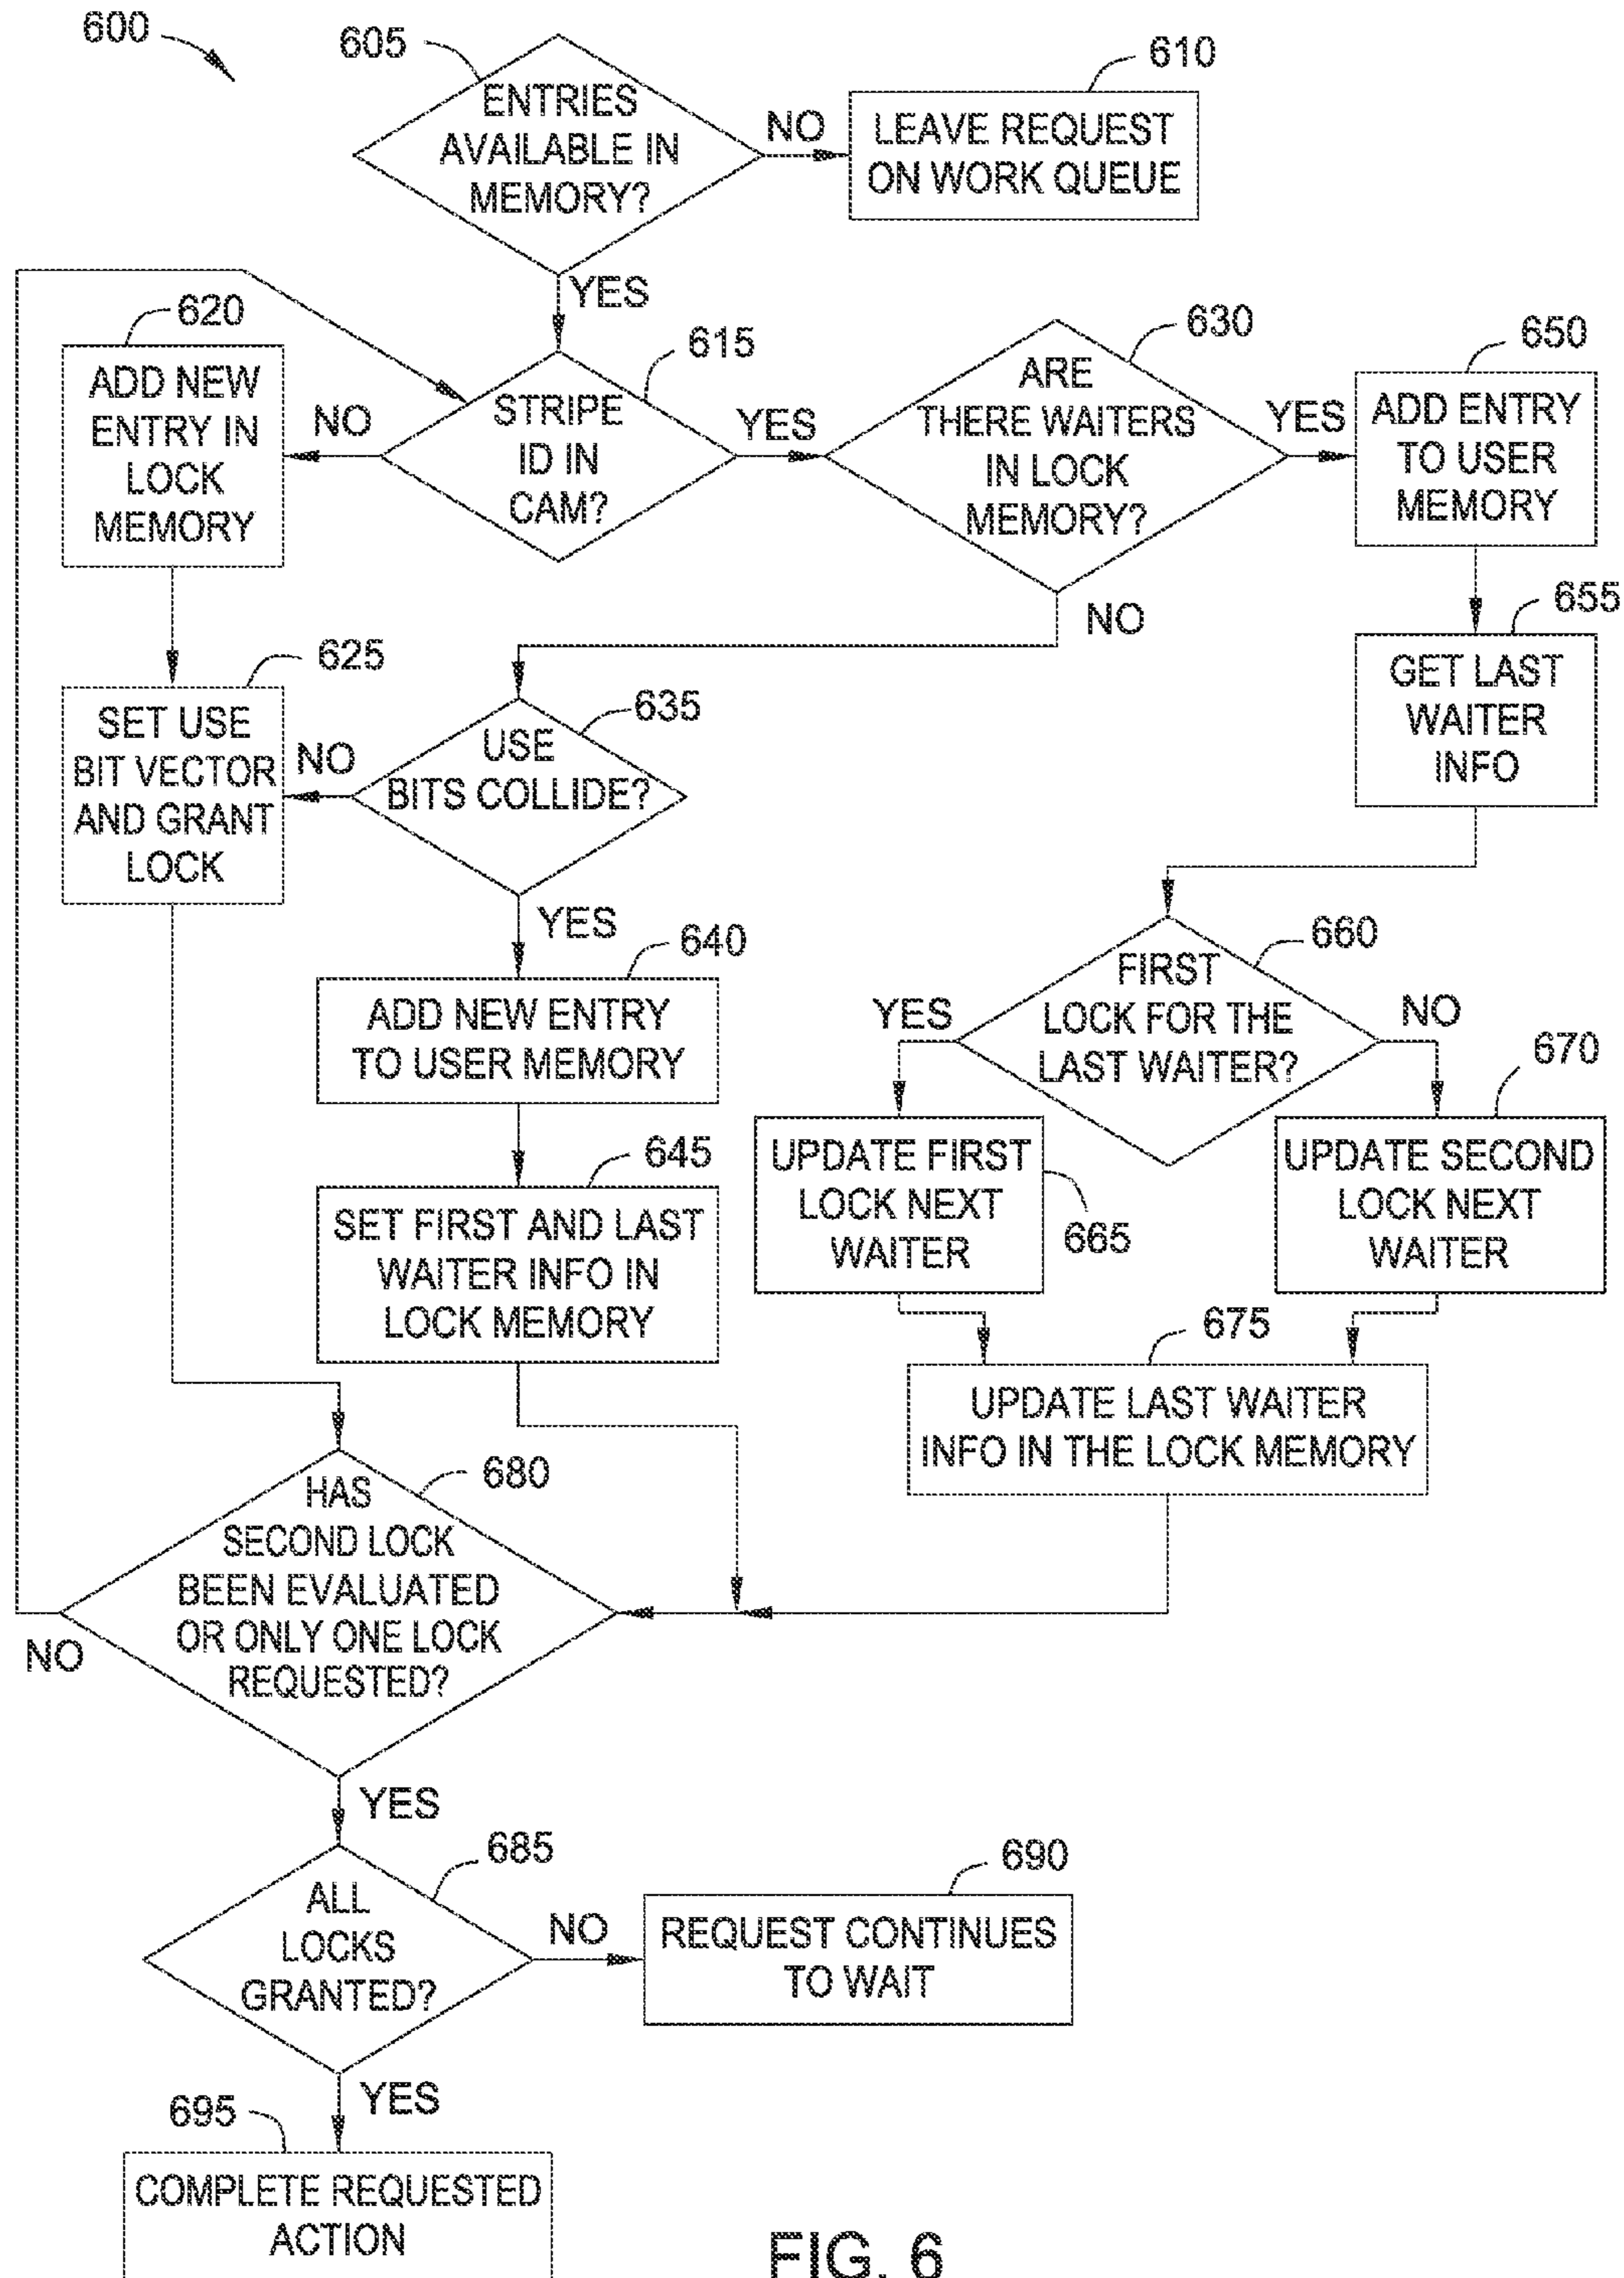 600
605
ENTRIES
AVAILABLE IN
MEMORY?
NO
610
LEAVE REQUEST
ON WORK QUEUE
YES
620
ADD NEW
ENTRY IN
LOCK
MEMORY
NO
615
STRIPE
ID IN
CAM?
YES
630
ARE
THERE WAITERS
IN LOCK
MEMORY?
YES
650
ADD ENTRY
TO USER
MEMORY
NO
655
GET LAST
WAITER
INFO
625
SET USE
BIT VECTOR
AND GRANT
LOCK
NO
635
USE
BITS COLLIDE?
YES
640
ADD NEW ENTRY
TO USER MEMORY
645
SET FIRST AND LAST
WAITER INFO IN
LOCK MEMORY
660
FIRST
LOCK FOR THE
LAST WAITER?
YES
NO
UPDATE FIRST
LOCK NEXT
WAITER
665
670
UPDATE SECOND
LOCK NEXT
WAITER
675
UPDATE LAST WAITER
INFO IN THE LOCK MEMORY
680
HAS
SECOND LOCK
BEEN EVALUATED
OR ONLY ONE LOCK
REQUESTED?
NO
YES
685
ALL
LOCKS
GRANTED?
NO
690
REQUEST CONTINUES
TO WAIT
YES
695
COMPLETE REQUESTED
ACTION
FIG. 6